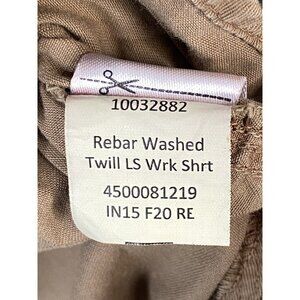 10032882
Rebar Washed
Twill LS Wrk Shrt
4500081219
IN15 F20 RE